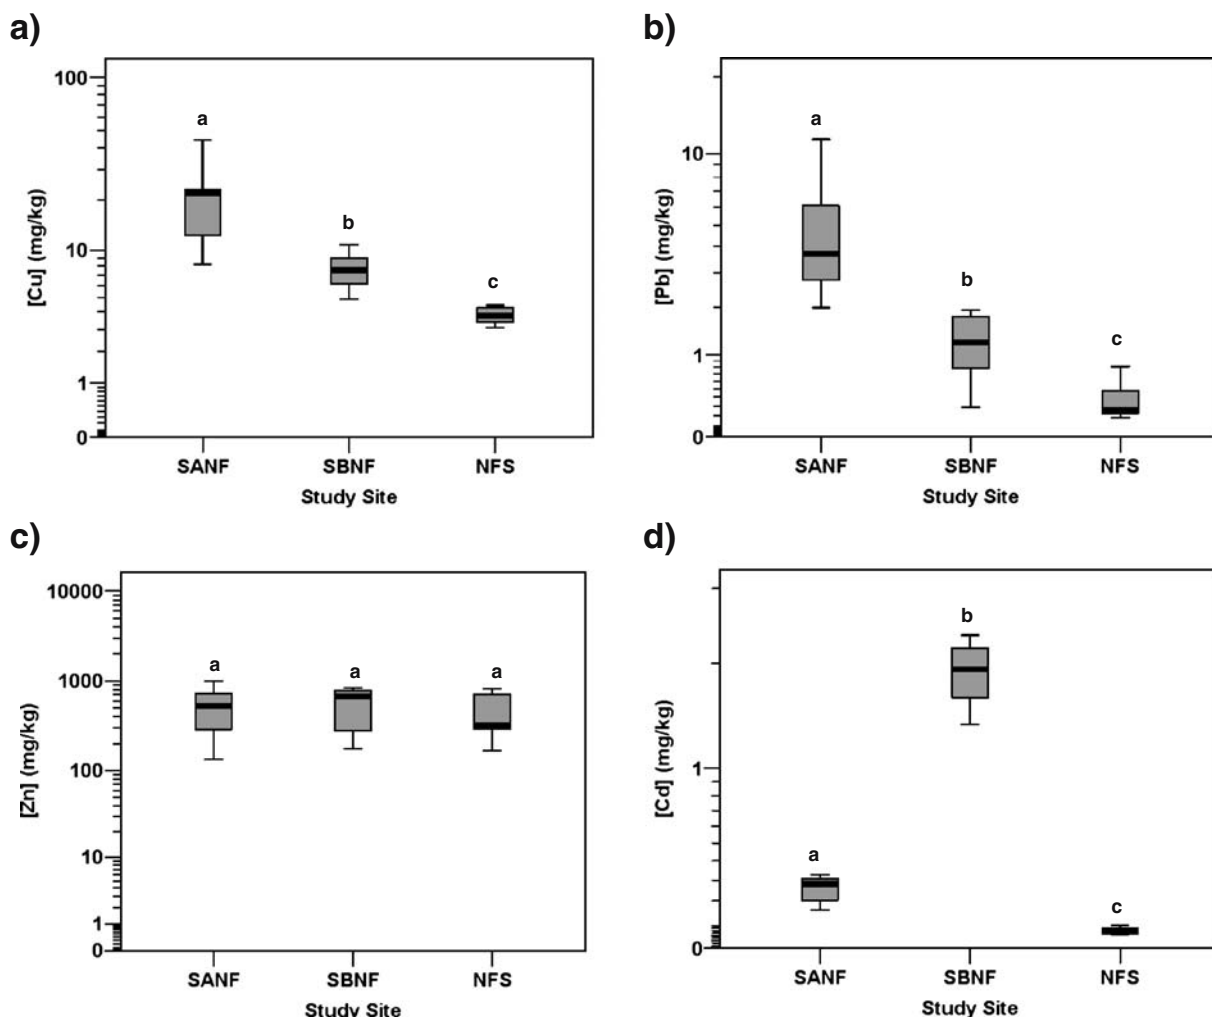 a)
100
10
1
0
[Cu] (mg/kg)
a
b
c
SANF SBNF NFS
Study Site
b)
10
1
0
[Pb] (mg/kg)
a
b
c
SANF SBNF NFS
Study Site
c)
10000
1000
100
10
1
0
[Zn] (mg/kg)
a a a
SANF SBNF NFS
Study Site
d)
1
0
[Cd] (mg/kg)
a
b
c
SANF SBNF NFS
Study Site